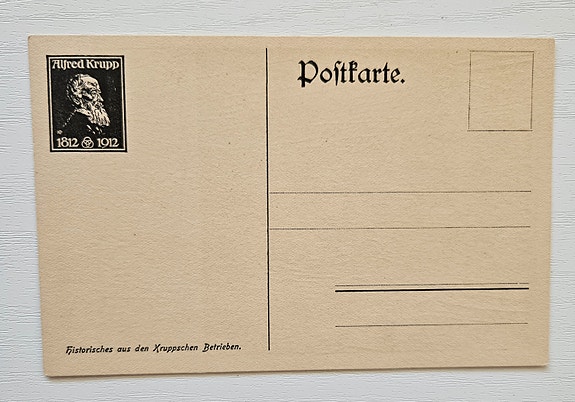 Alfred Krupp
1812 1912
Poſtkarte.
Historisches aus den Kruppschen Betrieben.